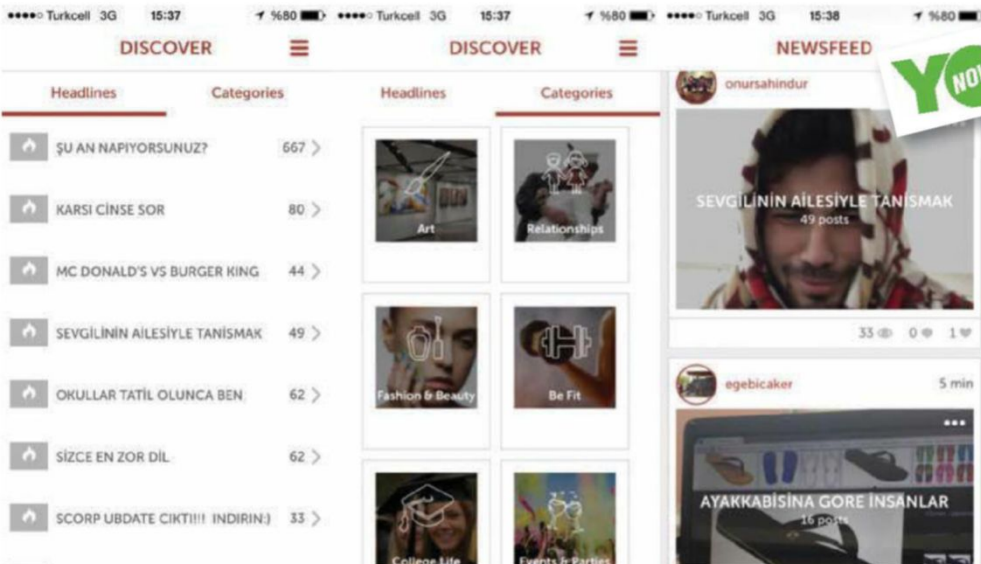 Turkcell 3G 15:37 %80
DISCOVER
Headlines Categories
ŞU AN NAPIYORSUNUZ? 667
KARSI CİNSE SOR 80
MC DONALD'S VS BURGER KING 44
SEVGİLİNİN AİLESİYLE TANISMAK 49
OKULLAR TATİL OLUNCA BEN 62
SİZCE EN ZOR DİL 62
SCORP UBDATE CIKTI!!! INDIRIN:) 33
Turkcell 3G 15:37 %80
DISCOVER
Headlines Categories
Art
Relationships
Fashion & Beauty
Be Fit
College Life
Events & Parties
Turkcell 3G 15:38 %80
NEWSFEED
YO
NOW
onursahindur
SEVGİLİNİN AİLESİYLE TANISMAK
49 posts
33 0 1
egebicaker 5 min
AYAKKABISINA GORE İNSANLAR
16 posts